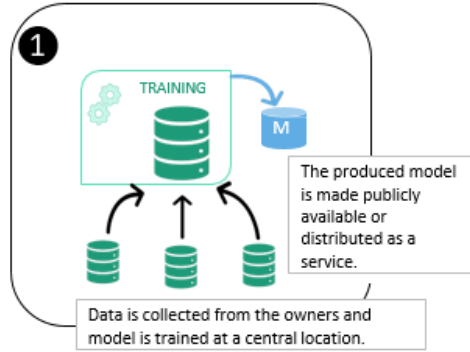 1
TRAINING
M
The produced model
is made publicly
available or
distributed as a
service.
Data is collected from the owners and
model is trained at a central location.